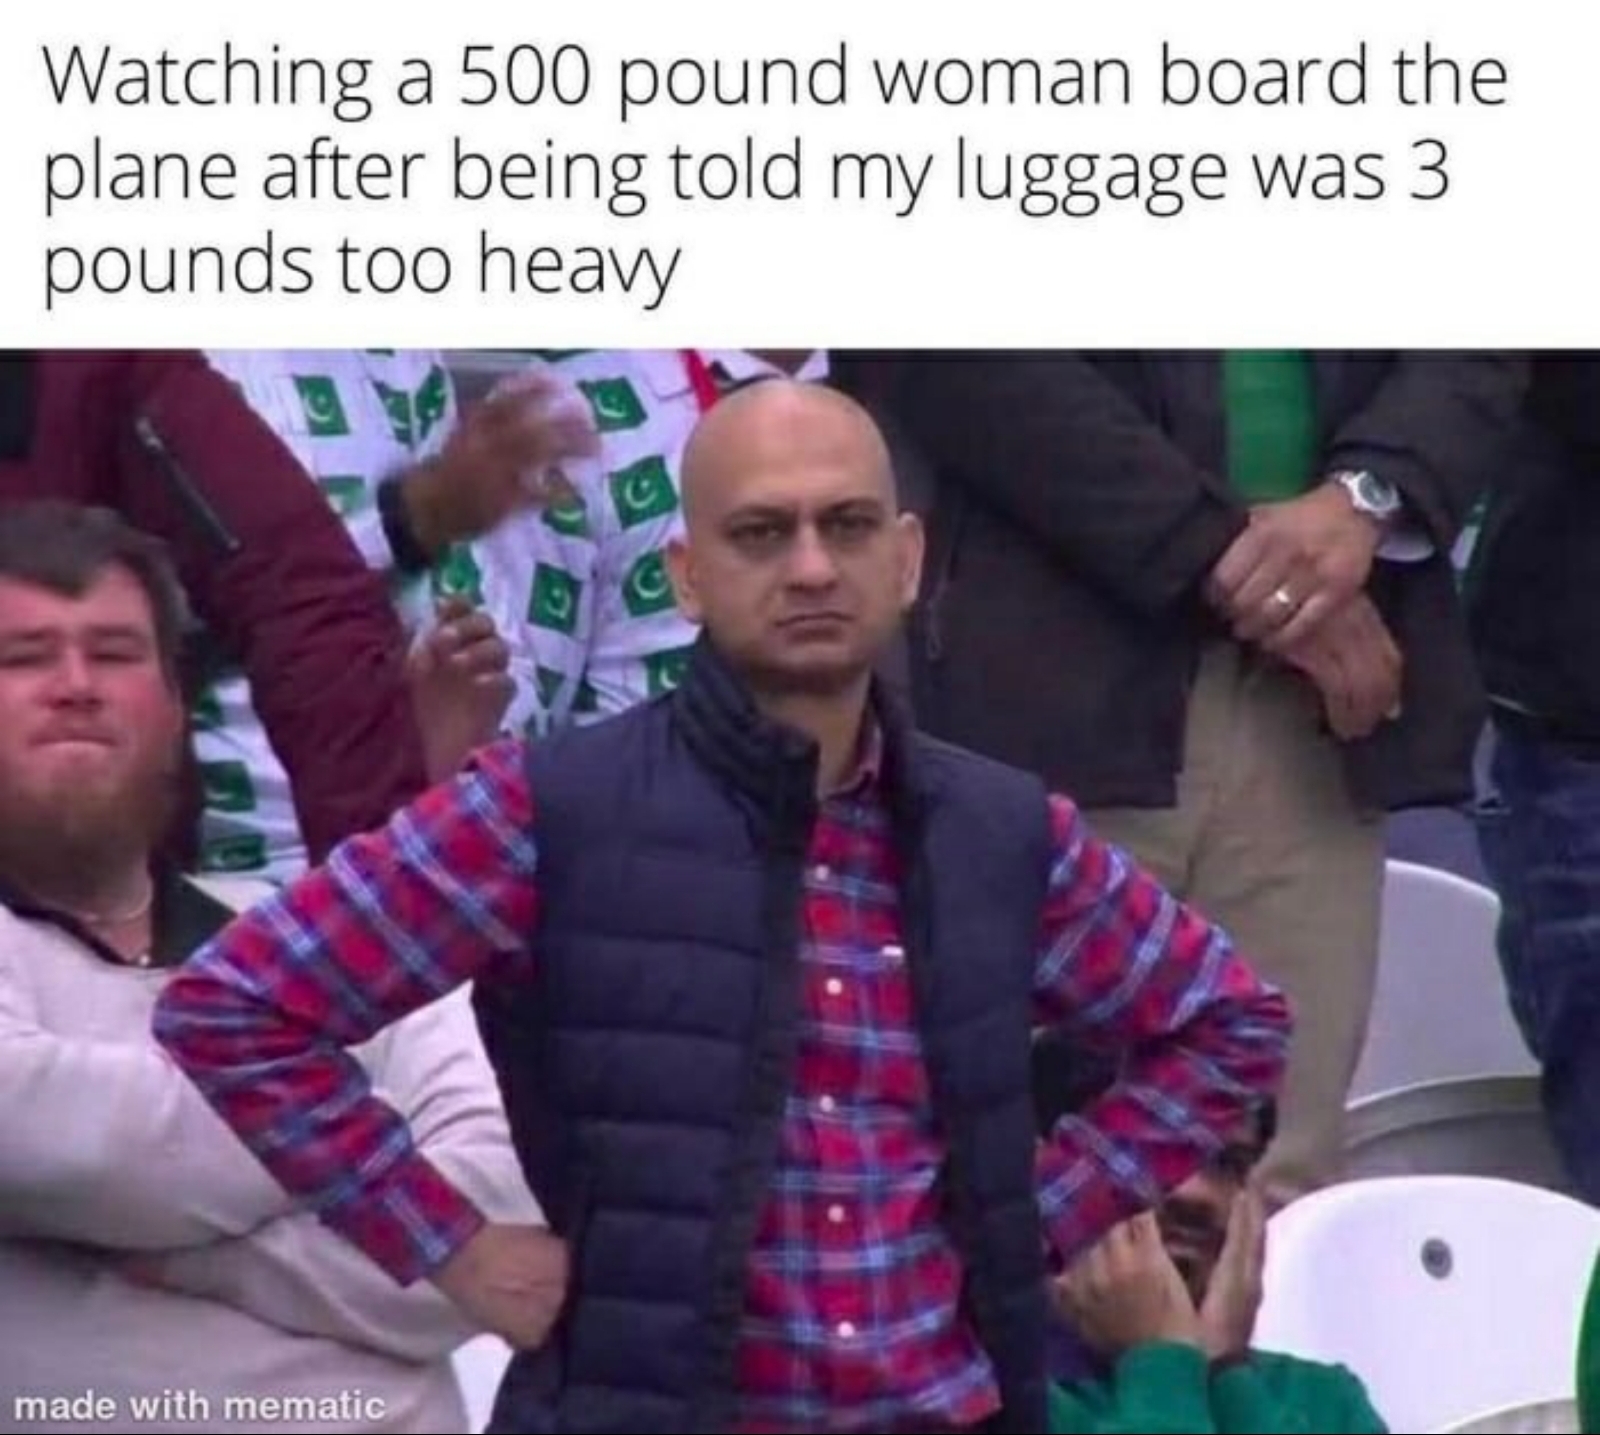 Watching a 500 pound woman board the
plane after being told my luggage was 3
pounds too heavy
made with mematic